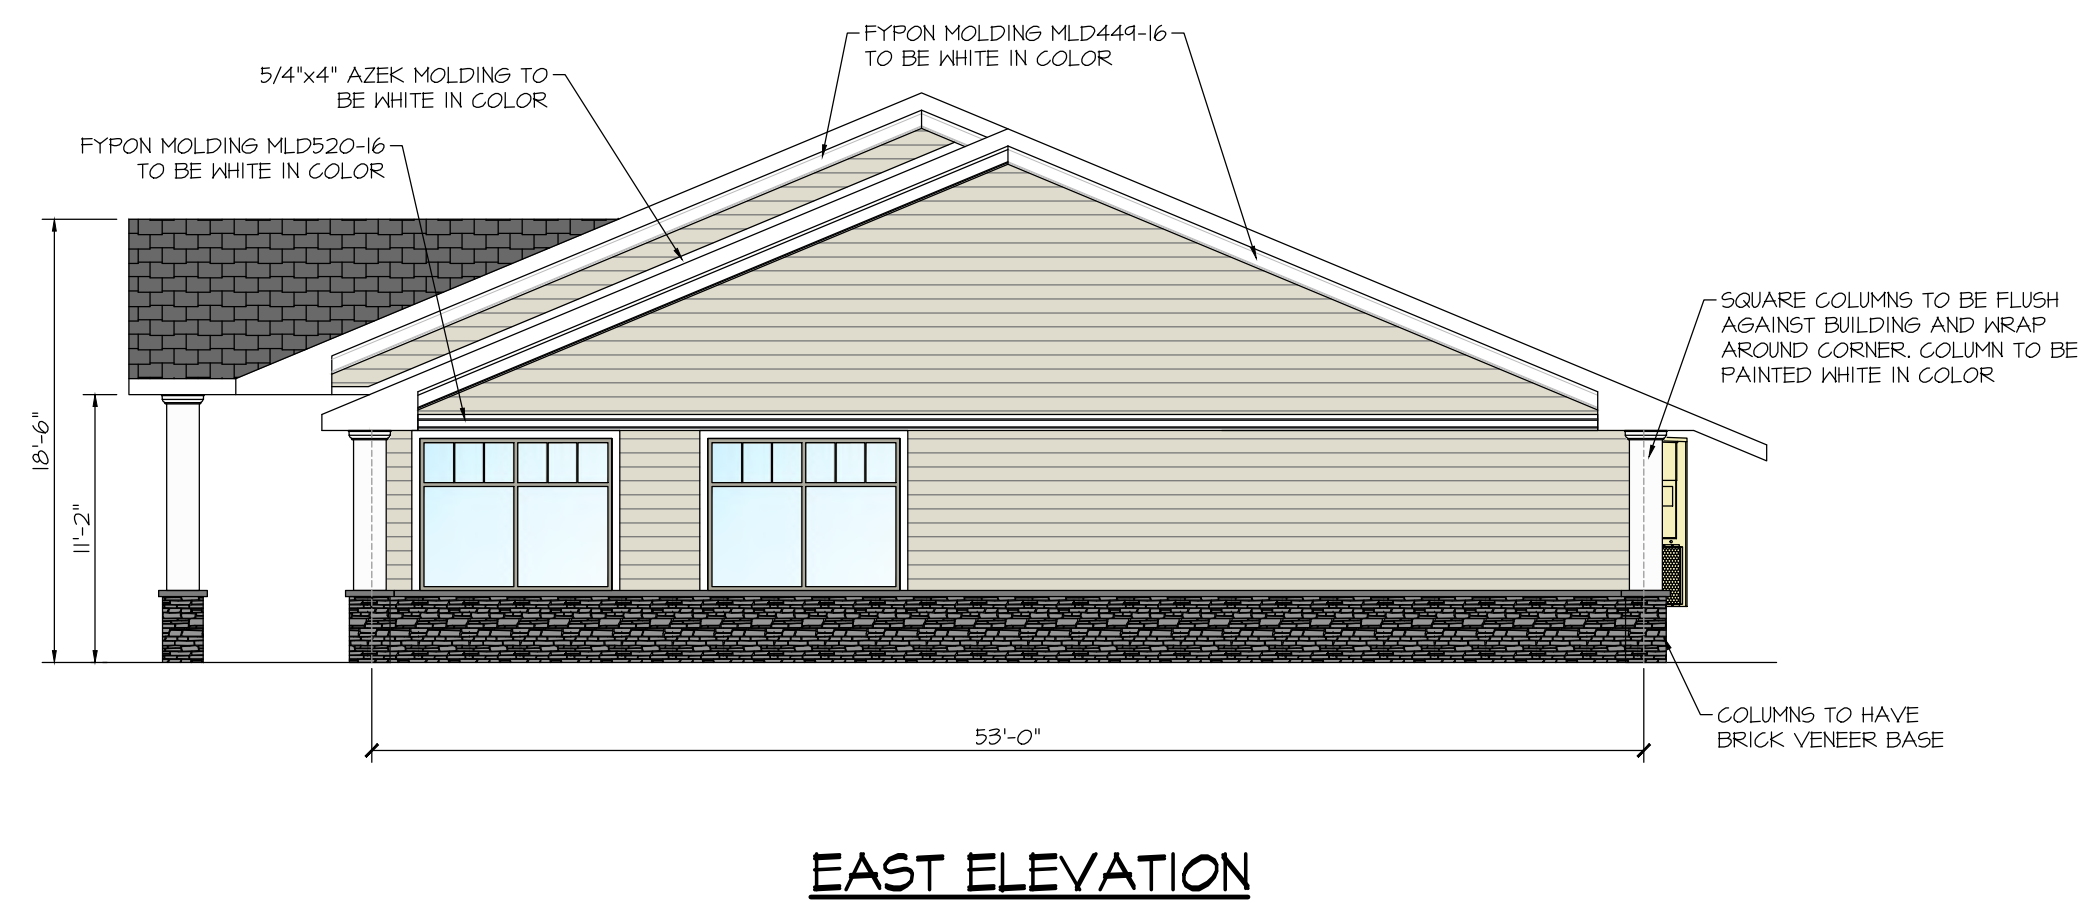 FYPON MOLDING MLD449-16
TO BE WHITE IN COLOR
5/4"x4" AZEK MOLDING TO
BE WHITE IN COLOR
FYPON MOLDING MLD520-16
TO BE WHITE IN COLOR
SQUARE COLUMNS TO BE FLUSH
AGAINST BUILDING AND WRAP
AROUND CORNER. COLUMN TO BE
PAINTED WHITE IN COLOR
18'-6"
11'-2"
COLUMNS TO HAVE
BRICK VENEER BASE
53'-0"
EAST ELEVATION